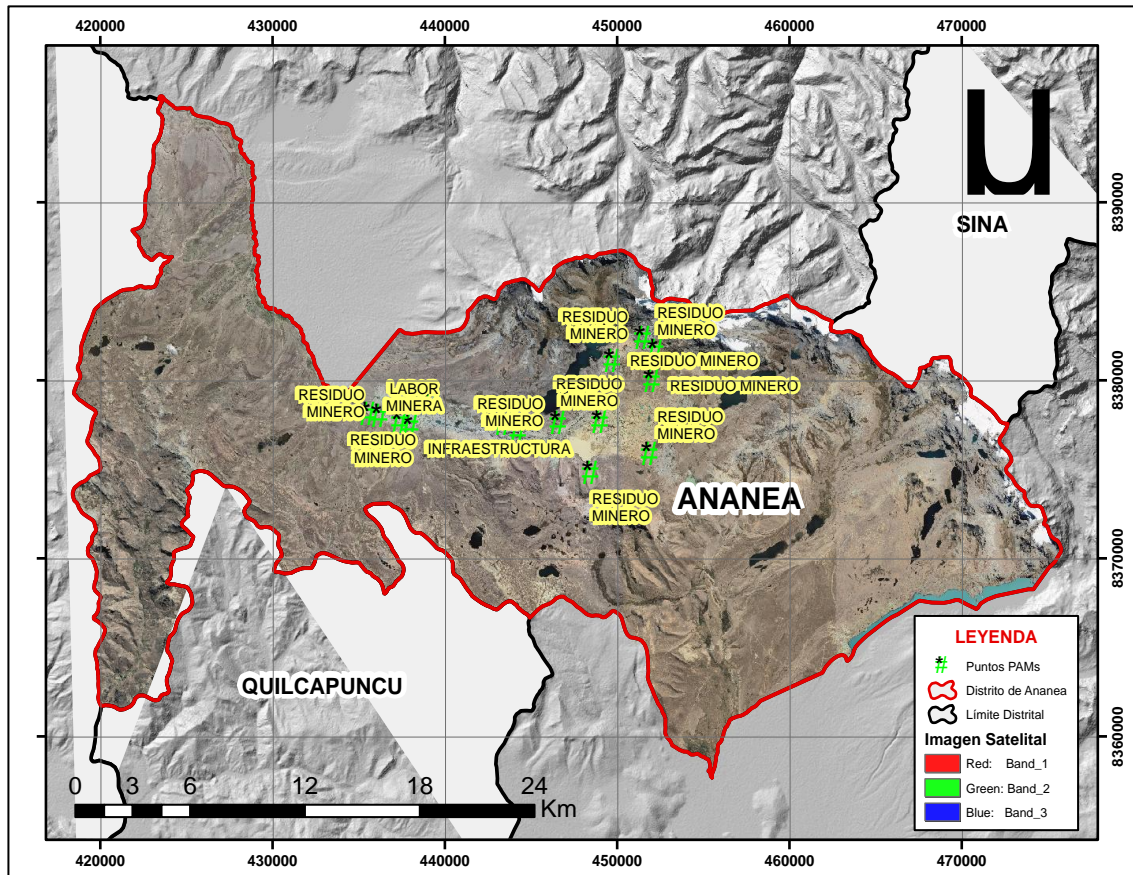 420000 430000 440000 450000 460000 470000
u
8390000
SINA
RESIDUO
MINERO
RESIDUO
MINERO
RESIDUO MINERO
8380000
RESIDUO MINERO
RESIDUO
MINERO
LABOR
MINERA
RESIDUO
MINERO
RESIDUO
MINERO
RESIDUO
MINERO
RESIDUO
MINERO
INFRAESTRUCTURA
RESIDUO
MINERO
ANANEA
8370000
QUILCAPUNCU
8360000
LEYENDA
Puntos PAMs
Distrito de Ananea
Límite Distrital
Imagen Satelital
Red: Band_1
Green: Band_2
Blue: Band_3
0 3 6 12 18 24
Km
420000 430000 440000 450000 460000 470000